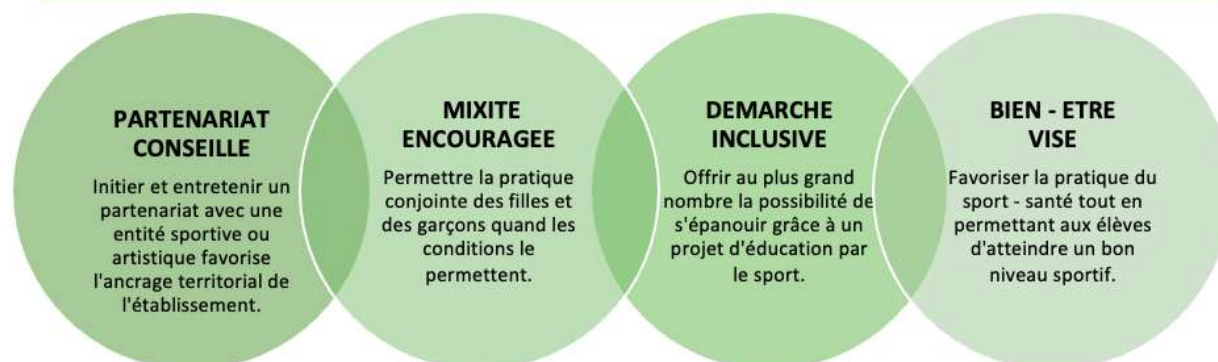 PARTENARIAT
CONSEILLE
Initier et entretenir un
partenariat avec une
entité sportive ou
artistique favorise
l'ancrage territorial de
l'établissement.
MIXITE
ENCOURAGEE
Permettre la pratique
conjointe des filles et
des garçons quand les
conditions le
permettent.
DEMARCHE
INCLUSIVE
Offrir au plus grand
nombre la possibilité de
s'épanouir grâce à un
projet d'éducation par
le sport.
BIEN - ETRE
VISE
Favoriser la pratique du
sport - santé tout en
permettant aux élèves
d'atteindre un bon
niveau sportif.